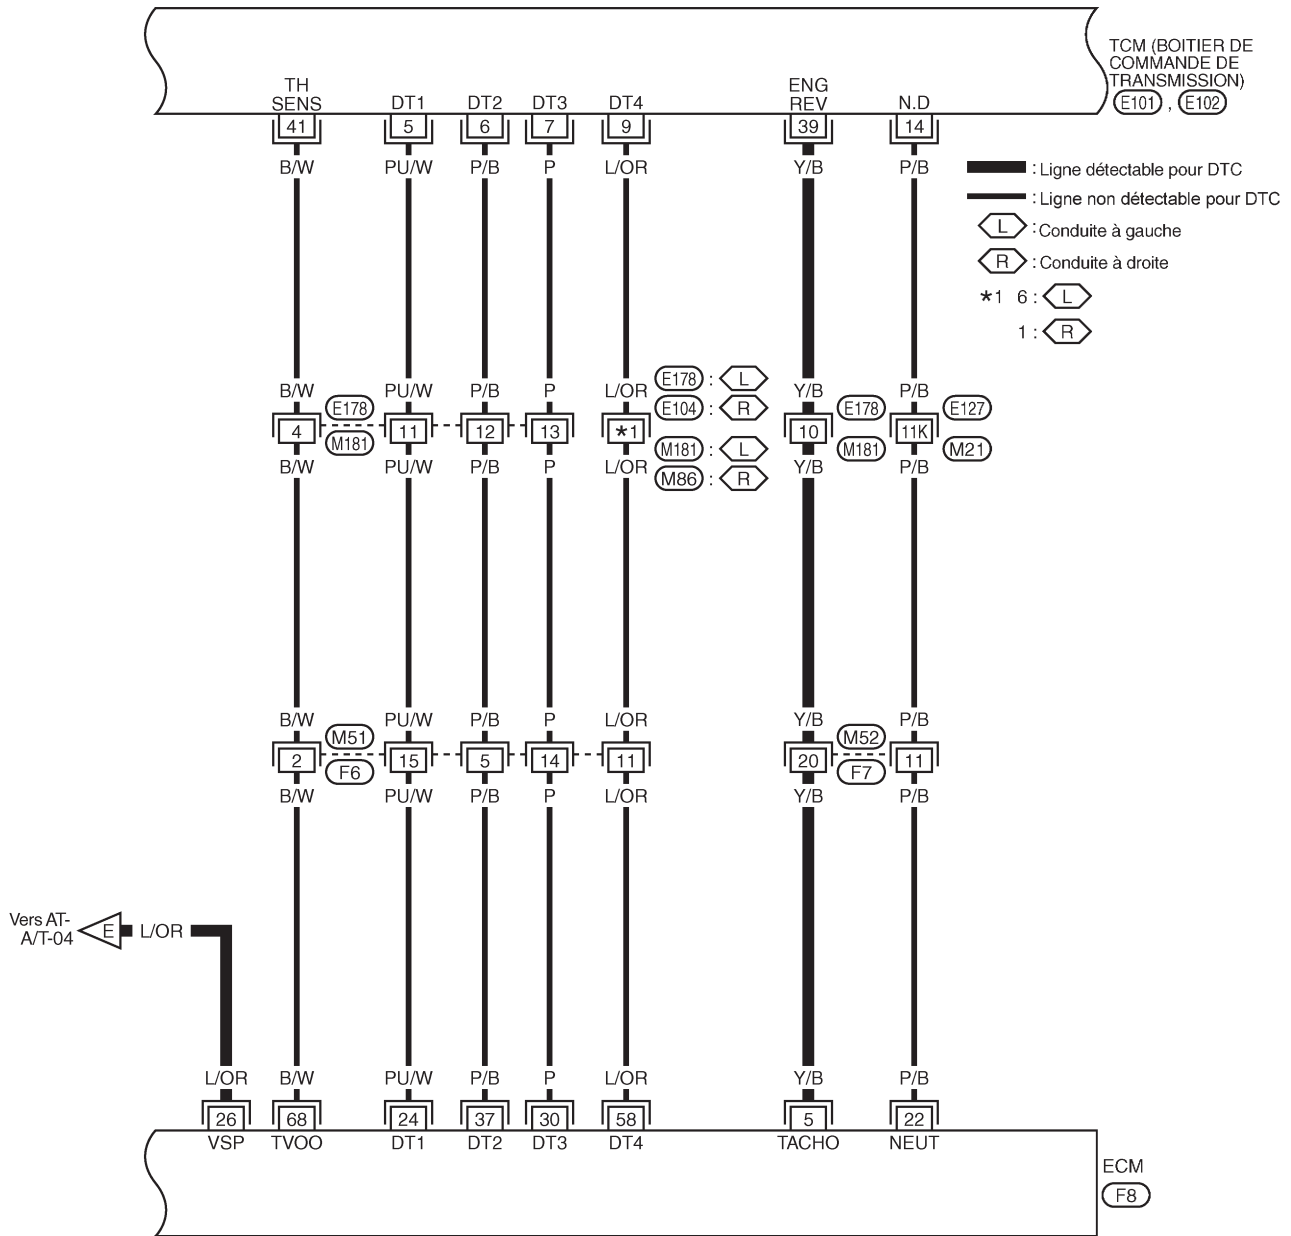 TCM (BOITIER DE
COMMANDE DE
TRANSMISSION)
E101 , E102
TH
SENS DT1 DT2 DT3 DT4 ENG
REV N.D
41 5 6 7 9 39 14
B/W PU/W P/B P L/OR Y/B P/B
: Ligne détectable pour DTC
: Ligne non détectable pour DTC
L : Conduite à gauche
R : Conduite à droite
*1 6 : L
1 : R
B/W PU/W P/B P L/OR Y/B P/B
E178 E178 : L E178 E127
E104 : R
4 11 12 13 *1 10 11K
M181 M181 : L M181 M21
M86 : R
B/W PU/W P/B P L/OR Y/B P/B
B/W PU/W P/B P L/OR Y/B P/B
M51 M52
2 15 5 14 11 20 11
F6 F7
B/W PU/W P/B P L/OR Y/B P/B
Vers AT-
A/T-04
E L/OR
L/OR B/W PU/W P/B P L/OR Y/B P/B
26 68 24 37 30 58 5 22
VSP TVOO DT1 DT2 DT3 DT4 TACHO NEUT
ECM
F8